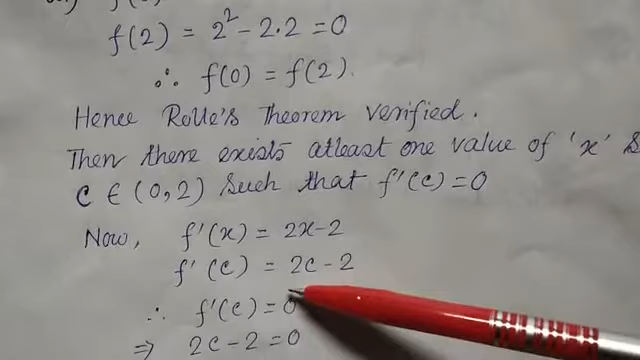 f(2) = 2² - 2·2 = 0
∴ f(0) = f(2).
Hence Rolle's Theorem verified.
Then there exists atleast one value of 'x' is
c ∈ (0,2) such that f'(c) = 0
Now, f'(x) = 2x-2
f'(c) = 2c-2
∴ f'(c) = 0
⇒ 2c-2 = 0